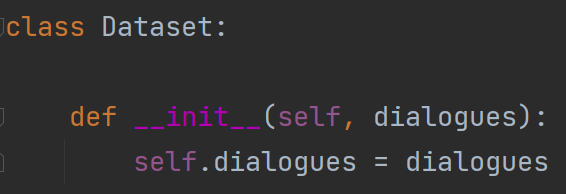 class Dataset:
    def __init__(self, dialogues):
        self.dialogues = dialogues